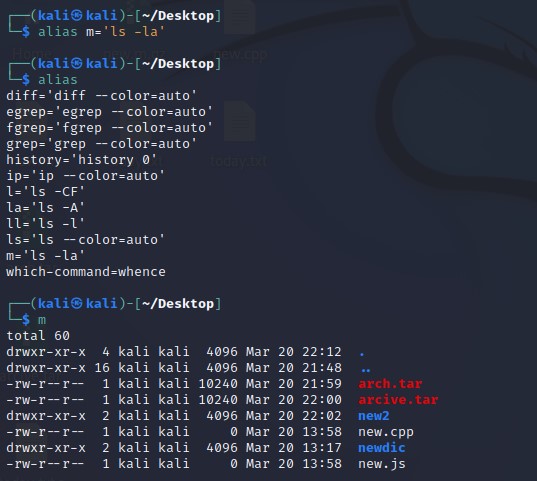 ┌──(kali㉿kali)-[~/Desktop]
└─$ alias m='ls -la'
┌──(kali㉿kali)-[~/Desktop]
└─$ alias
diff='diff --color=auto'
egrep='egrep --color=auto'
fgrep='fgrep --color=auto'
grep='grep --color=auto'
history='history 0'
ip='ip --color=auto'
l='ls -CF'
la='ls -A'
ll='ls -l'
ls='ls --color=auto'
m='ls -la'
which-command=whence
┌──(kali㉿kali)-[~/Desktop]
└─$ m
total 60
drwxr-xr-x  4 kali kali  4096 Mar 20 22:12 .
drwxr-xr-x 16 kali kali  4096 Mar 20 21:48 ..
-rw-r--r--  1 kali kali 10240 Mar 20 21:59 arch.tar
-rw-r--r--  1 kali kali 10240 Mar 20 22:00 arcive.tar
drwxr-xr-x  2 kali kali  4096 Mar 20 22:02 new2
-rw-r--r--  1 kali kali     0 Mar 20 13:58 new.cpp
drwxr-xr-x  2 kali kali  4096 Mar 20 13:17 newdic
-rw-r--r--  1 kali kali     0 Mar 20 13:58 new.js
new.cpp
today.txt